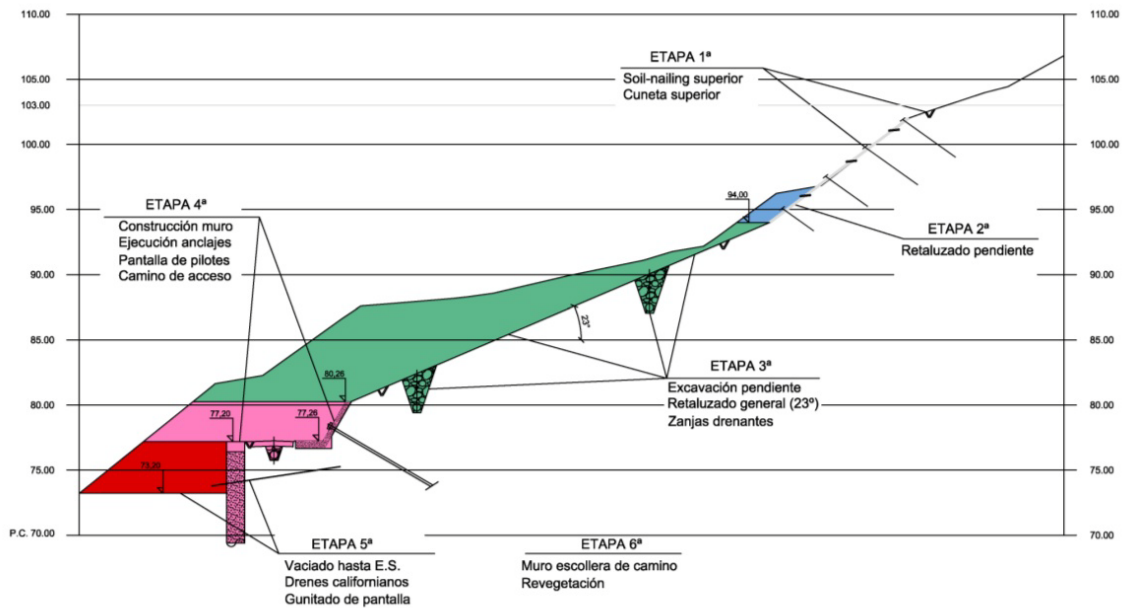 110.00
110.00
ETAPA 1ª
Soil-nailing superior
Cuneta superior
105.00
105.00
103.00
103.00
100.00
100.00
ETAPA 4ª
Construcción muro
Ejecución anclajes
Pantalla de pilotes
Camino de acceso
95.00
94,00
95.00
ETAPA 2ª
Retaluzado pendiente
90.00
90.00
23°
85.00
85.00
ETAPA 3ª
Excavación pendiente
Retaluzado general (23º)
Zanjas drenantes
80,26
80.00
80.00
77,20
77,26
75.00
73,20
75.00
P.C. 70.00
70.00
ETAPA 5ª
Vaciado hasta E.S.
Drenes californianos
Gunitado de pantalla
ETAPA 6ª
Muro escollera de camino
Revegetación